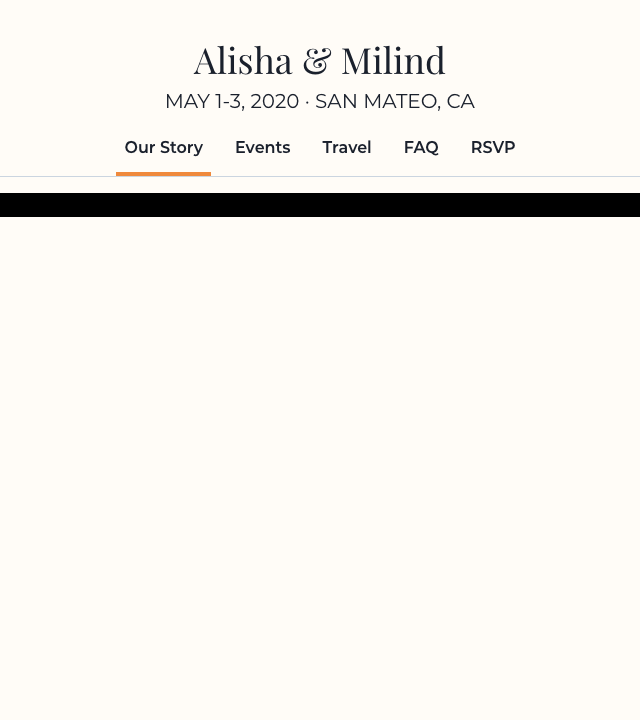 Alisha & Milind
MAY 1-3, 2020 · SAN MATEO, CA
Our Story Events Travel FAQ RSVP